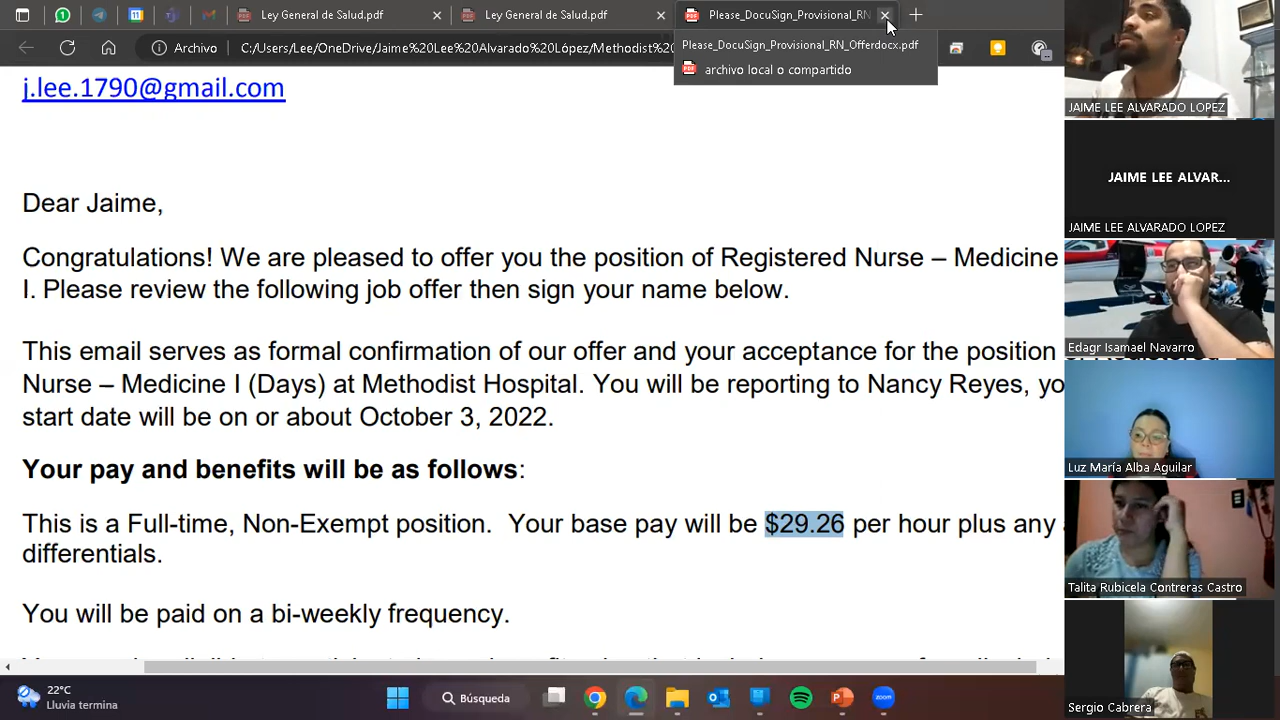 Ley General de Salud.pdf
Ley General de Salud.pdf
Please_DocuSign_Provisional_RN
Archivo
C:/Users/Lee/OneDrive/Jaime%20Lee%20Alvarado%20López/Methodist%20
Please_DocuSign_Provisional_RN_Offerdocx.pdf
archivo local o compartido
j.lee.1790@gmail.com
Dear Jaime,
Congratulations! We are pleased to offer you the position of Registered Nurse – Medicine
I. Please review the following job offer then sign your name below.
This email serves as formal confirmation of our offer and your acceptance for the position
Nurse – Medicine I (Days) at Methodist Hospital. You will be reporting to Nancy Reyes, yo
start date will be on or about October 3, 2022.
Your pay and benefits will be as follows:
This is a Full-time, Non-Exempt position. Your base pay will be $29.26 per hour plus any
differentials.
You will be paid on a bi-weekly frequency.
JAIME LEE ALVARADO LOPEZ
JAIME LEE ALVAR...
JAIME LEE ALVARADO LOPEZ
Edagr Isamael Navarro
Luz María Alba Aguilar
Talita Rubicela Contreras Castro
Sergio Cabrera
22°C
Lluvia termina
Búsqueda